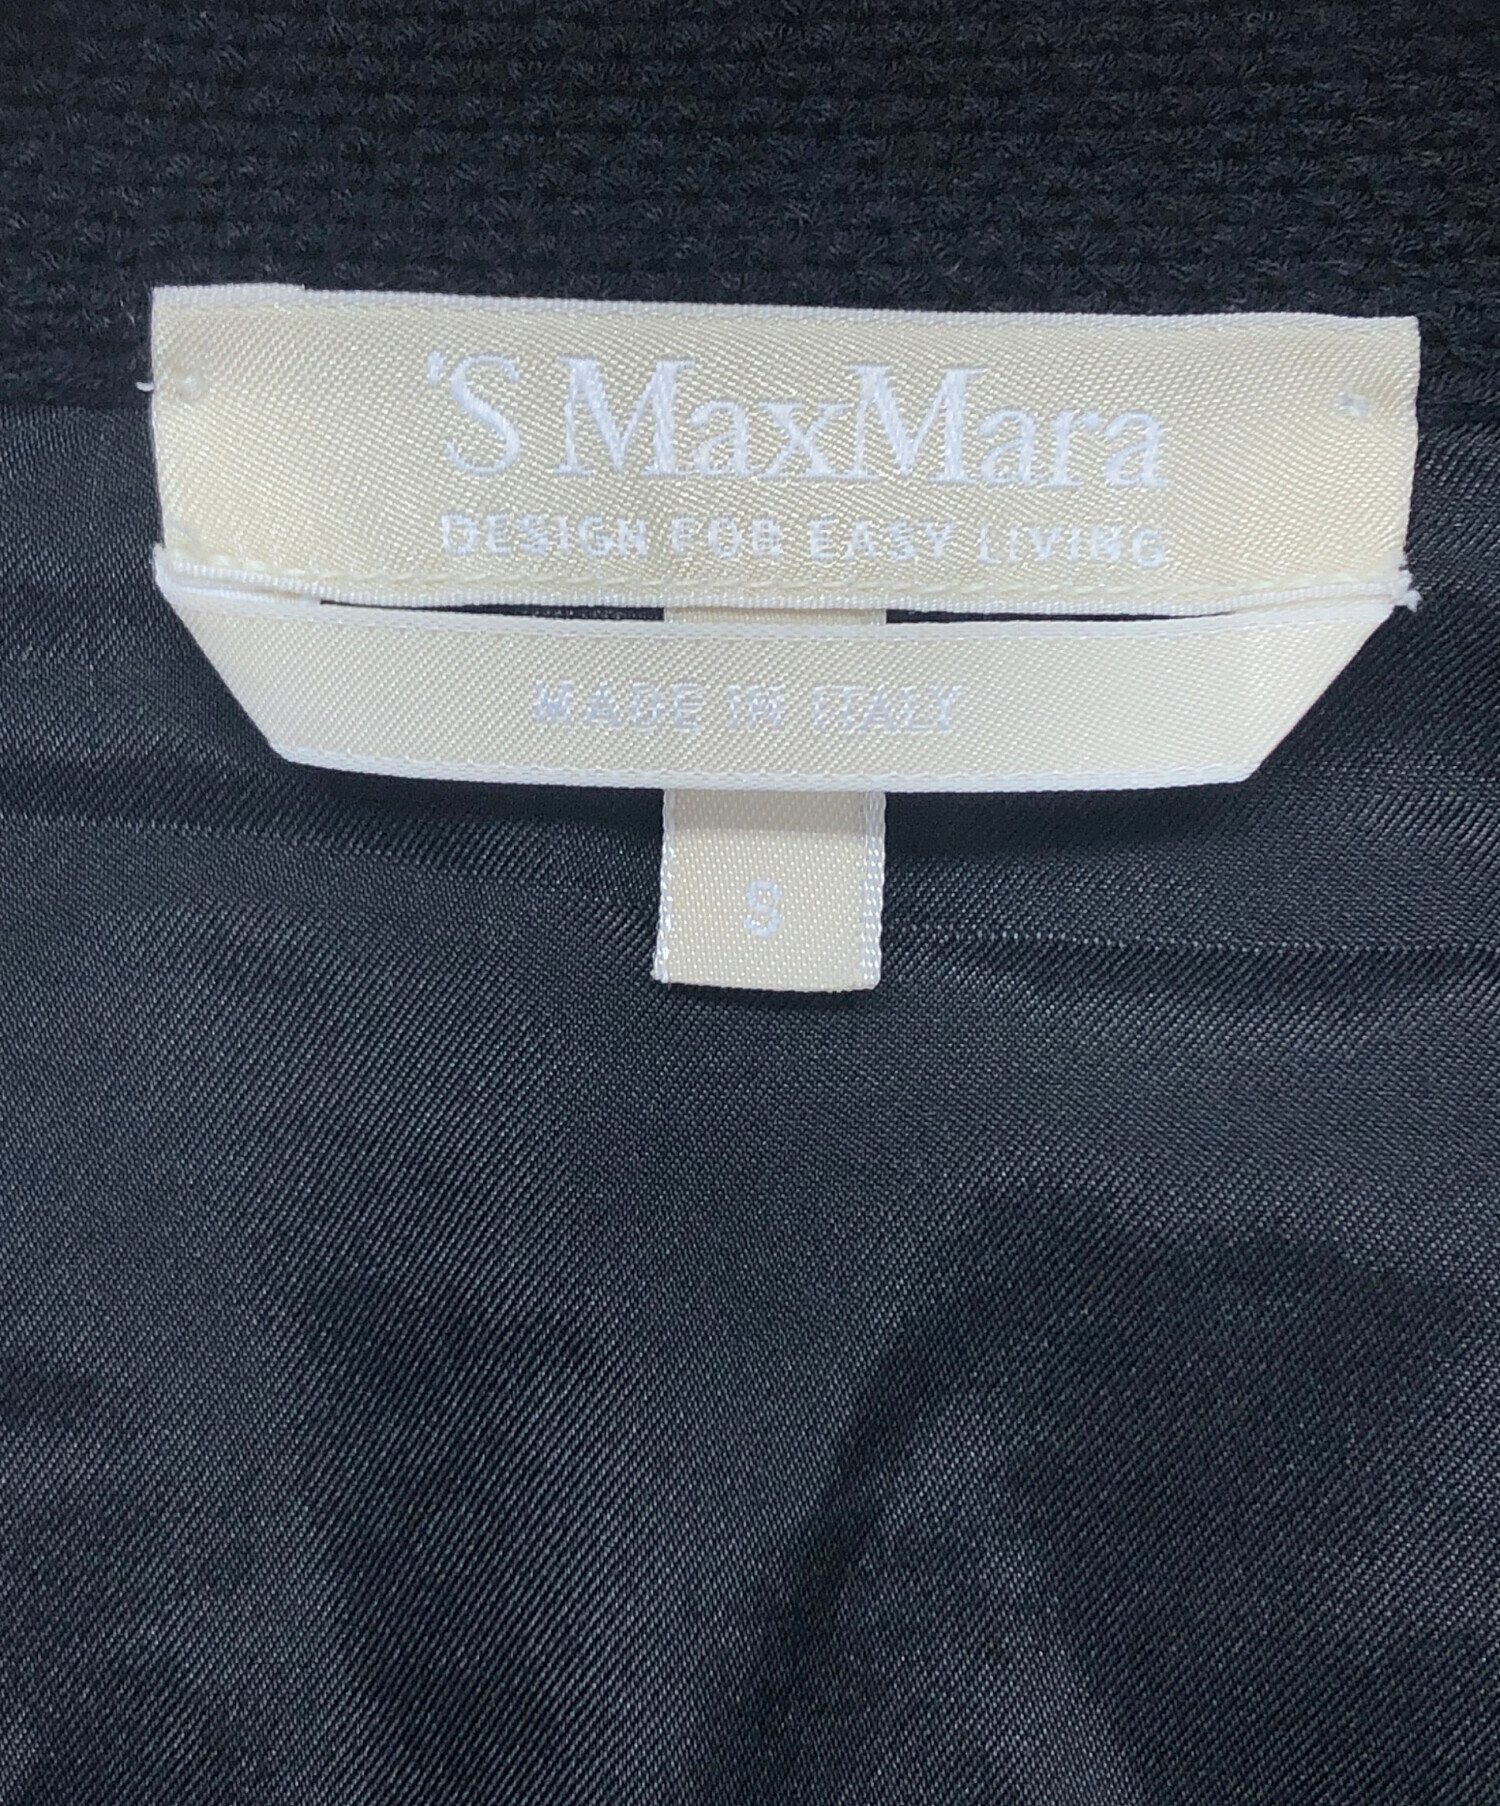 'S MaxMara
DESIGN FOR EASY LIVING
MADE IN ITALY
S